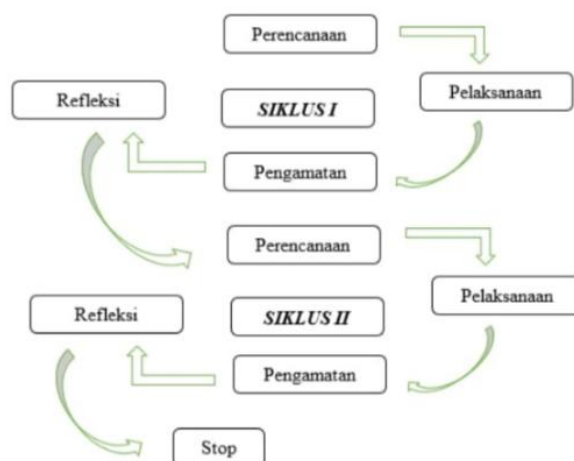 Perencanaan
Pelaksanaan
Refleksi
SIKLUS I
Pengamatan
Perencanaan
Pelaksanaan
Refleksi
SIKLUS II
Pengamatan
Stop